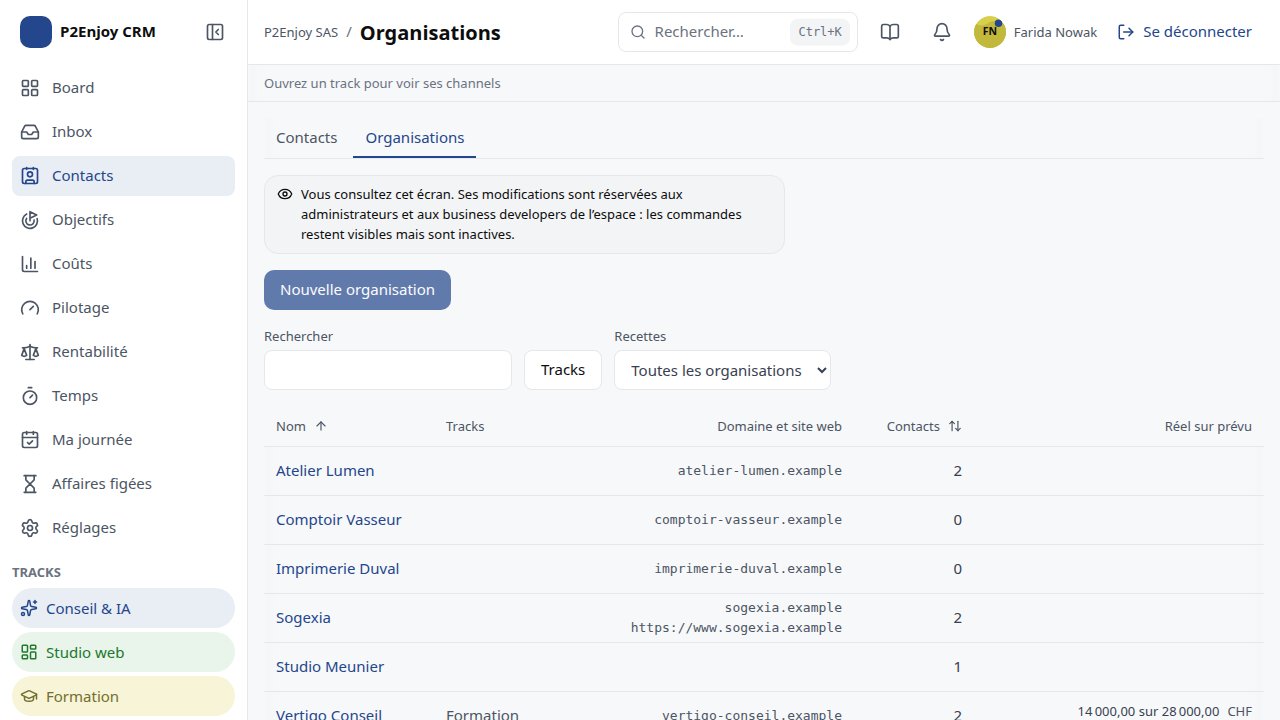 P2Enjoy CRM
Board
Inbox
Contacts
Objectifs
Coûts
Pilotage
Rentabilité
Temps
Ma journée
Affaires figées
Réglages
TRACKS
Conseil & IA
Studio web
Formation
P2Enjoy SAS / Organisations
Rechercher... Ctrl+K
FN Farida Nowak
Se déconnecter
Ouvrez un track pour voir ses channels
Contacts Organisations
Vous consultez cet écran. Ses modifications sont réservées aux
administrateurs et aux business developers de l’espace : les commandes
restent visibles mais sont inactives.
Nouvelle organisation
Rechercher Recettes
Tracks Toutes les organisations
Nom Tracks Domaine et site web Contacts Réel sur prévu
Atelier Lumen atelier-lumen.example 2
Comptoir Vasseur comptoir-vasseur.example 0
Imprimerie Duval imprimerie-duval.example 0
Sogexia sogexia.example 2
https://www.sogexia.example
Studio Meunier 1
Vertigo Conseil Formation vertigo-conseil.example 2 14 000,00 sur 28 000,00 CHF